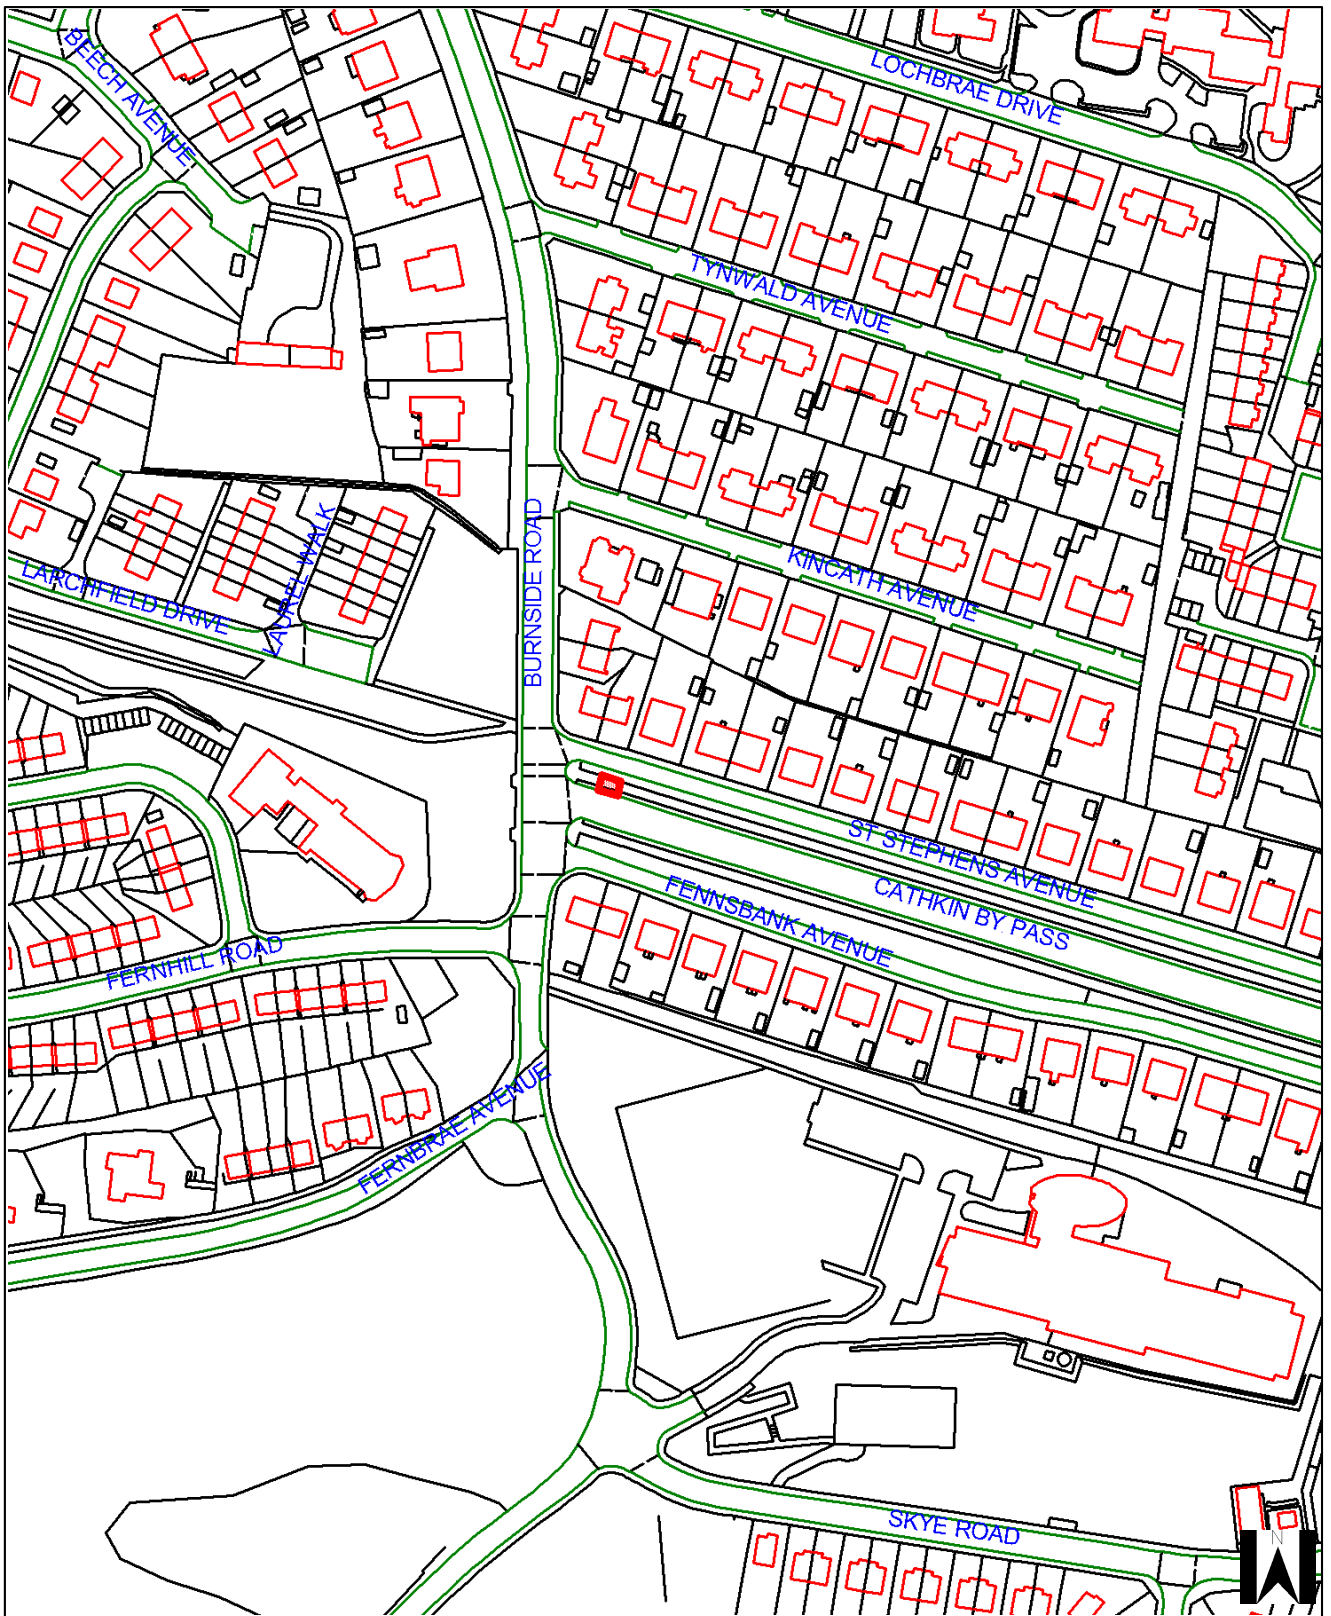 BEECH AVENUE
LOCHBRAE DRIVE
TYNWALD AVENUE
BURNSIDE ROAD
LAUREL WALK
KINCATH AVENUE
LARCHFIELD DRIVE
ST STEPHENS AVENUE
CATHKIN BY PASS
FENNSBANK AVENUE
FERNHILL ROAD
FERNBRAE AVENUE
SKYE ROAD
N